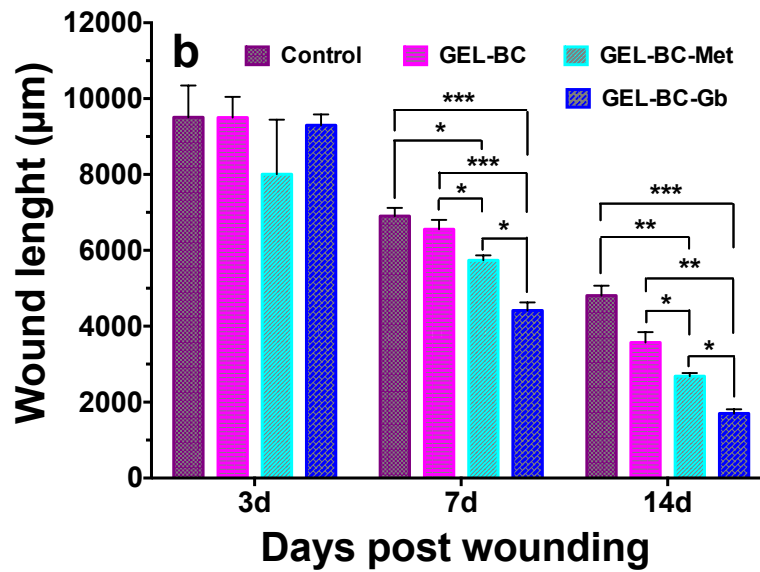 12000
10000
8000
6000
4000
2000
0
Wound lenght (µm)
b
Control
GEL-BC
GEL-BC-Met
GEL-BC-Gb
***
*
***
*
*
***
**
**
*
*
3d
7d
14d
Days post wounding